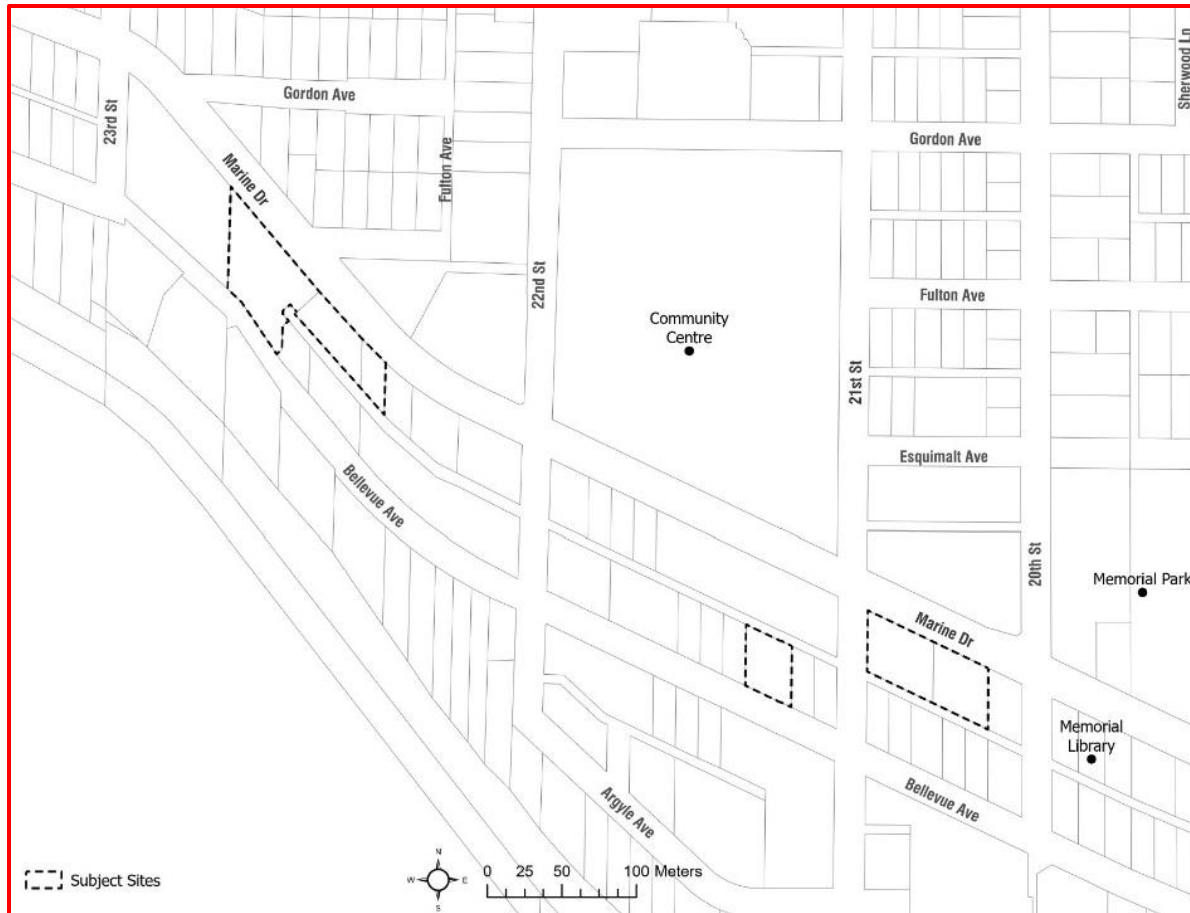 Sherwood Ln
Gordon Ave
23rd St
Gordon Ave
Marine Dr
Fulton Ave
22nd St
Fulton Ave
Community
Centre
21st St
Esquimalt Ave
Bellevue Ave
20th St
Memorial Park
Marine Dr
Memorial
Library
Bellevue Ave
Argyle Ave
N
W
E
S
0 25 50 100 Meters
Subject Sites